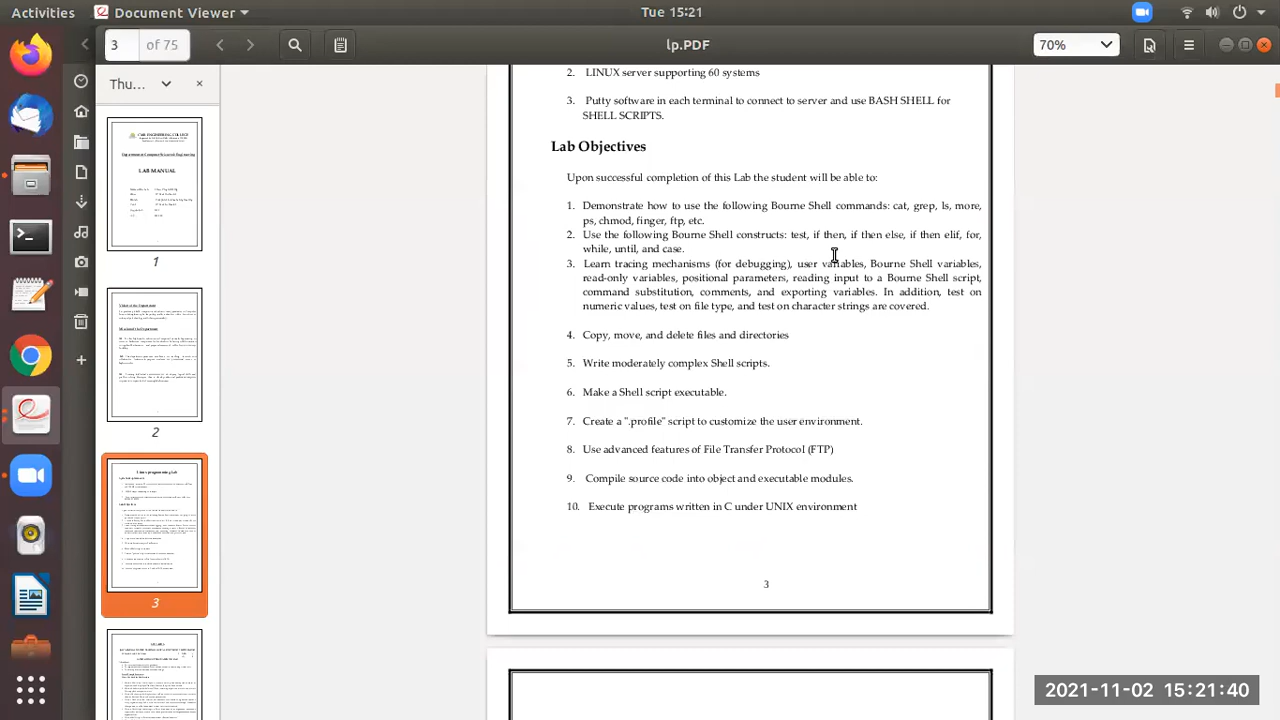 Document Viewer
Tue 15:21
3 of 75
lp.PDF
70%
Thu...
1
2
3
2. LINUX server supporting 60 systems
3. Putty software in each terminal to connect to server and use BASH SHELL for
SHELL SCRIPTS.
Lab Objectives
Upon successful completion of this Lab the student will be able to:
1. Demonstrate how to use the following Bourne Shell commands: cat, grep, ls, more,
ps, chmod, finger, ftp, etc.
2. Use the following Bourne Shell constructs: test, if then, if then else, if then elif, for,
while, until, and case.
3. Learn tracing mechanisms (for debugging), user variables, Bourne Shell variables,
read-only variables, positional parameters, reading input to a Bourne Shell script,
command substitution, comments, and exporting variables. In addition, test on
numeric values, test on file type, and test on character strings are covered.
4. Copy, move, and delete files and directories
Write moderately complex Shell scripts.
6. Make a Shell script executable.
7. Create a ".profile" script to customize the user environment.
8. Use advanced features of File Transfer Protocol (FTP)
Compile source code into object and executable modules.
Execute programs written in C under UNIX environment
3
LAB MANUAL
2021-11-02 15:21:40